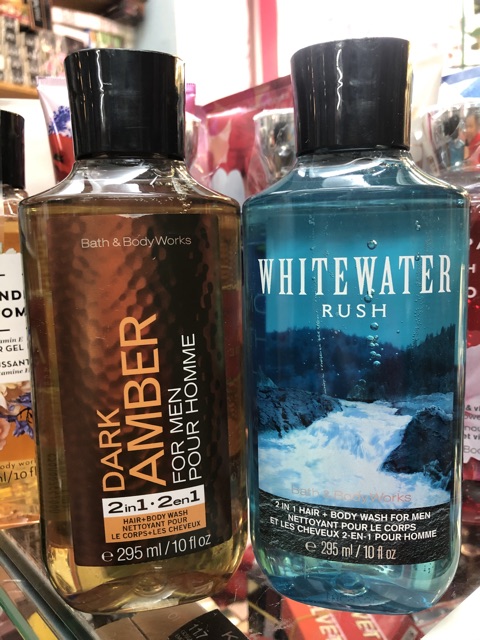 Bath & Body Works
DARK
AMBER
FOR MEN
POUR HOMME
2in1 • 2en1
HAIR+BODY WASH
NETTOYANT POUR
LE CORPS+LES CHEVEUX
e 295 ml / 10 fl oz
WHITEWATER
RUSH
Bath & Body Works
2 IN 1 HAIR + BODY WASH FOR MEN
NETTOYANT POUR LE CORPS
ET LES CHEVEUX 2-EN-1 POUR HOMME
e 295 ml / 10 fl oz